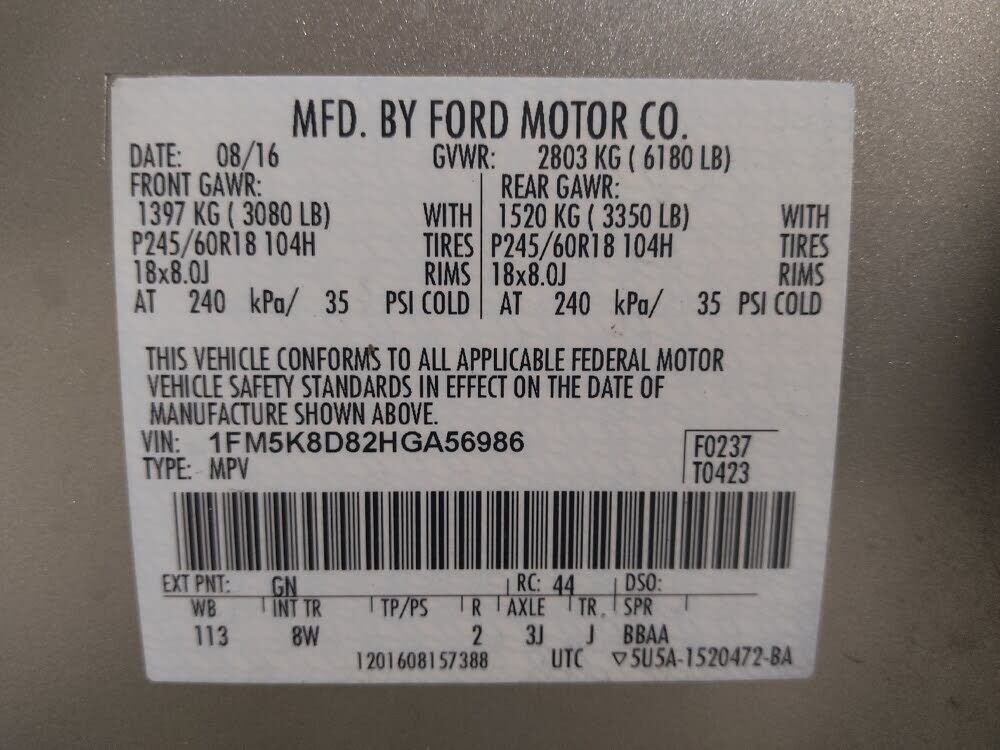 MFD. BY FORD MOTOR CO.
DATE: 08/16 GVWR: 2803 KG ( 6180 LB)
FRONT GAWR: REAR GAWR:
1397 KG ( 3080 LB) WITH 1520 KG ( 3350 LB) WITH
P245/60R18 104H TIRES P245/60R18 104H TIRES
18x8.0J RIMS 18x8.0J RIMS
AT 240 kPa/ 35 PSI COLD AT 240 kPa/ 35 PSI COLD
THIS VEHICLE CONFORMS TO ALL APPLICABLE FEDERAL MOTOR
VEHICLE SAFETY STANDARDS IN EFFECT ON THE DATE OF
MANUFACTURE SHOWN ABOVE.
VIN: 1FM5K8D82HGA56986 F0237
TYPE: MPV T0423
EXT PNT: GN RC: 44 DSO:
WB INT TR TP/PS R AXLE TR. SPR
113 8W 2 3J J BBAA
1201608157388 UTC ▽5U5A-1520472-BA